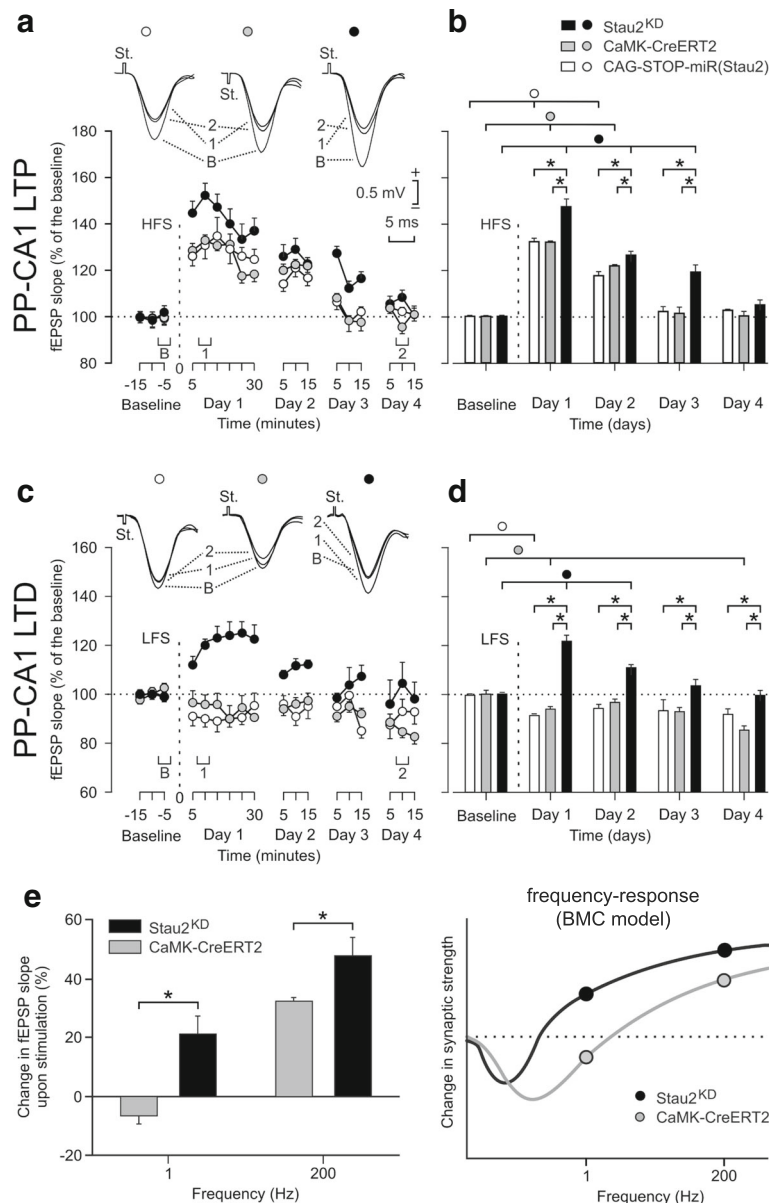 a
b
Stau2KD
CaMK-CreERT2
CAG-STOP-miR(Stau2)
St.
St.
St.
2
1
B
2
1
B
+
0.5 mV
−
5 ms
PP-CA1 LTP
fEPSP slope (% of the baseline)
180
160
140
120
100
80
HFS
HFS
* * *
* * *
B
1
2
-15 -5 0 5 30 5 15 5 15 5 15
Baseline Day 1 Day 2 Day 3 Day 4
Time (minutes)
Baseline Day 1 Day 2 Day 3 Day 4
Time (days)
c
d
St.
St.
St.
2
1
B
2
1
B
PP-CA1 LTD
fEPSP slope (% of the baseline)
160
140
120
100
80
60
LFS
LFS
* * * *
* * * *
B
1
2
-15 -5 0 5 30 5 15 5 15 5 15
Baseline Day 1 Day 2 Day 3 Day 4
Time (minutes)
Baseline Day 1 Day 2 Day 3 Day 4
Time (days)
e
Change in fEPSP slope
upon stimulation (%)
60
40
20
0
-20
Stau2KD
CaMK-CreERT2
*
*
1 200
Frequency (Hz)
frequency-response
(BMC model)
Change in synaptic strength
Stau2KD
CaMK-CreERT2
1 200
Frequency (Hz)